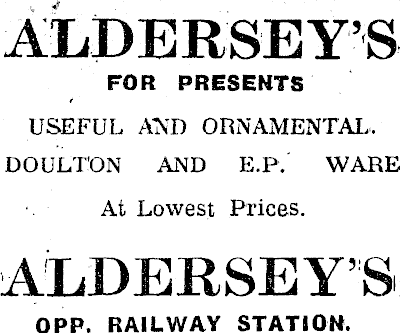 ALDERSEY'S
FOR PRESENTS
USEFUL AND ORNAMENTAL.
DOULTON AND E.P. WARE
At Lowest Prices.
ALDERSEY'S
OPP. RAILWAY STATION.